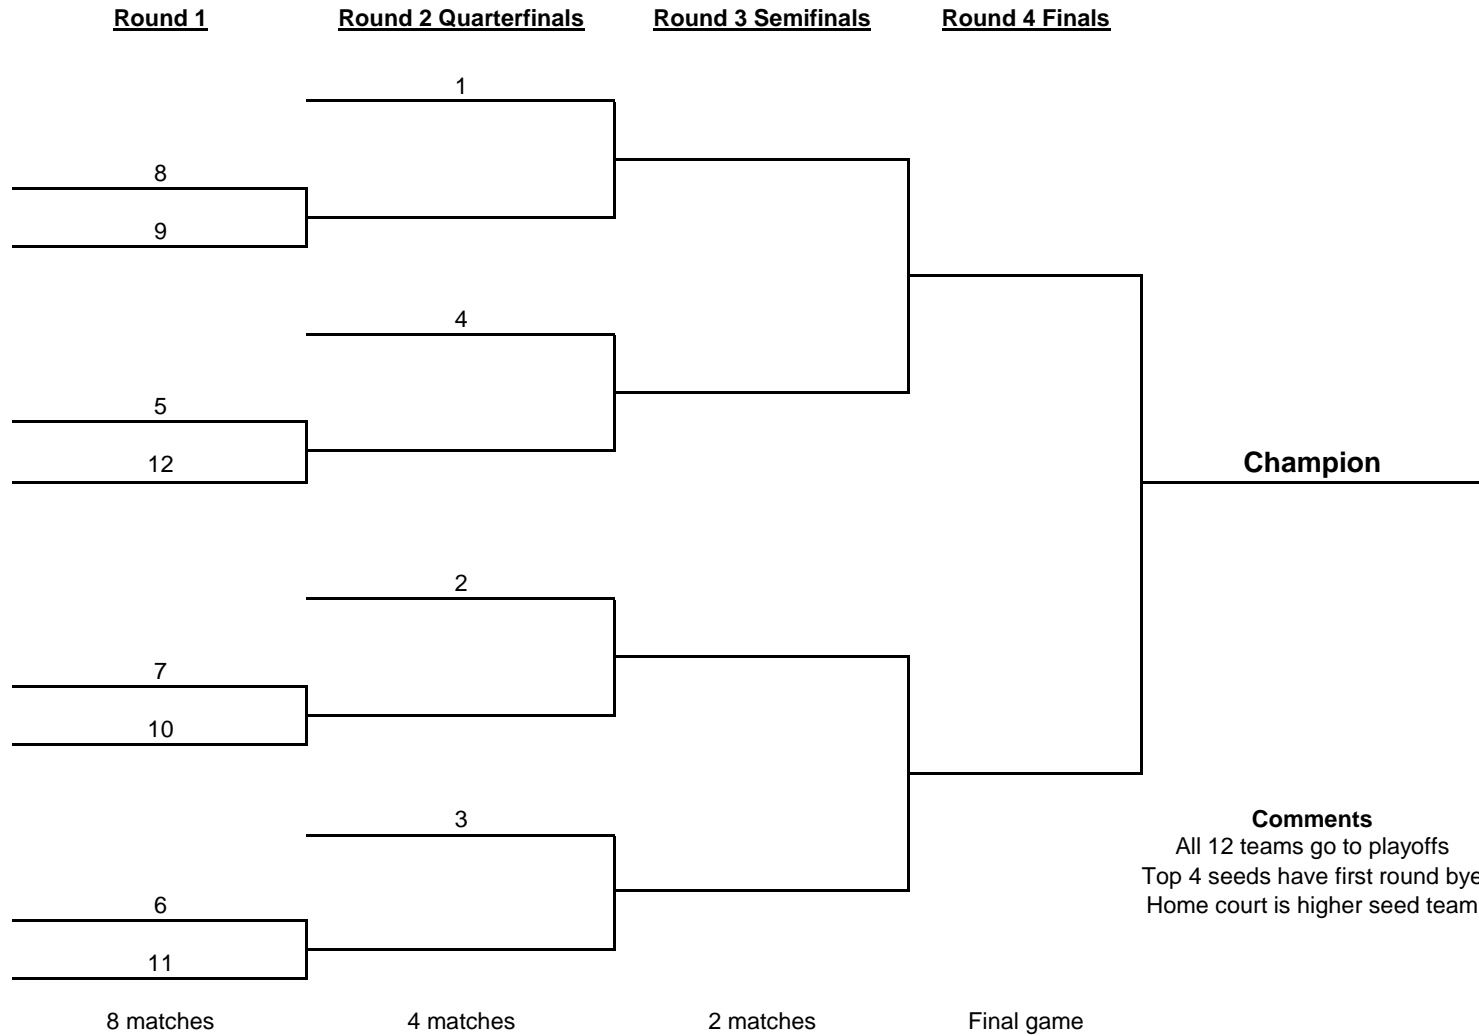 Round 1
Round 2 Quarterfinals
Round 3 Semifinals
Round 4 Finals
1
8
9
4
5
12
Champion
2
7
10
3
Comments
All 12 teams go to playoffs
Top 4 seeds have first round bye
Home court is higher seed team
6
11
8 matches
4 matches
2 matches
Final game